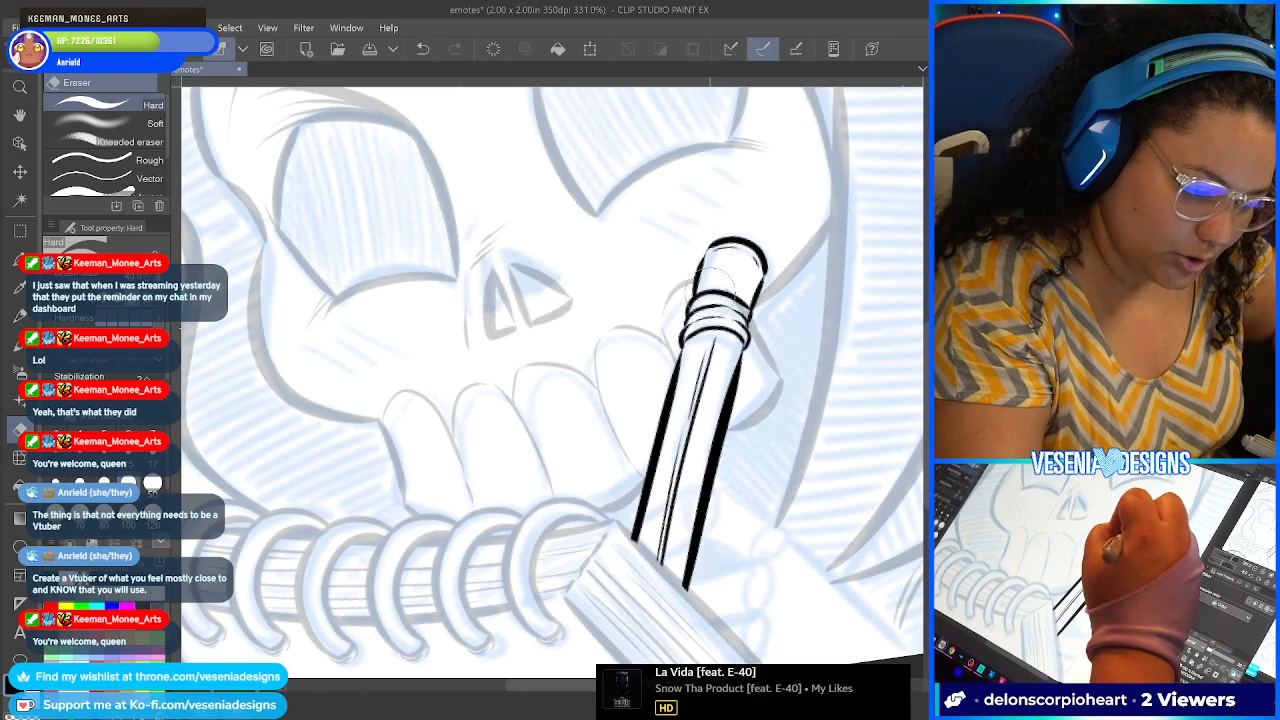 KEEMAN_MONEE_ARTS
emotes* (2.00 x 2.00in 350dpi 331.0%) - CLIP STUDIO PAINT EX
Select Filter Window Help
HP: 7226/10361
Anrield
emotes*
Eraser
Hard
Soft
Kneaded eraser
Rough
Tool property: Hard
Hard
Keeman_Monee_Arts
I just saw that when I was streaming yesterday
that they put the reminder on my chat in my
dashboard
Hardness
Keeman_Monee_Arts
Lol
Stabilization
Keeman_Monee_Arts
Yeah, that's what they did
Keeman_Monee_Arts
You're welcome, queen
Anrield (she/they)
The thing is that not everything needs to be a
Vtuber
Anrield (she/they)
Create a Vtuber of what you feel mostly close to
and KNOW that you will use.
Keeman_Monee_Arts
You're welcome, queen
Find my wishlist at throne.com/veseniadesigns
Support me at Ko-fi.com/veseniadesigns
La Vida [feat. E-40]
Snow Tha Product [feat. E-40] • My Likes
HD
VESENIA DESIGNS
delonscorpioheart • 2 Viewers